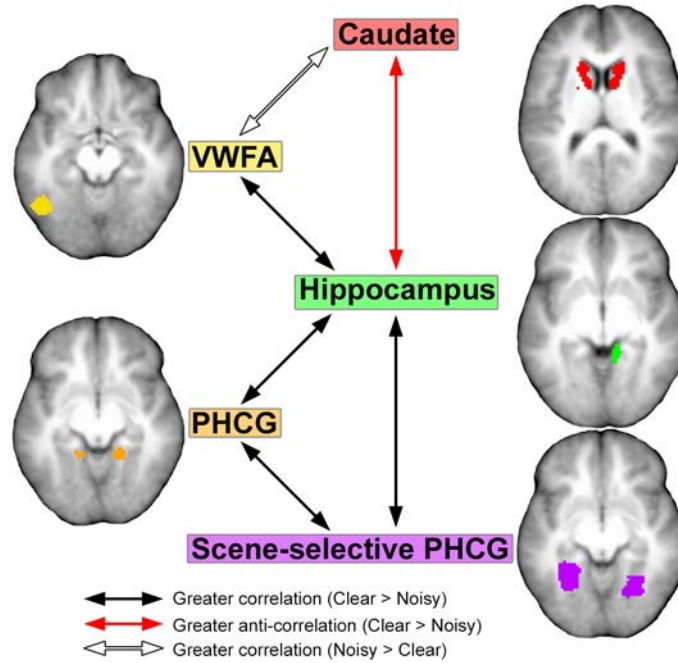 Caudate
VWFA
Hippocampus
PHCG
Scene-selective PHCG
Greater correlation (Clear > Noisy)
Greater anti-correlation (Clear > Noisy)
Greater correlation (Noisy > Clear)